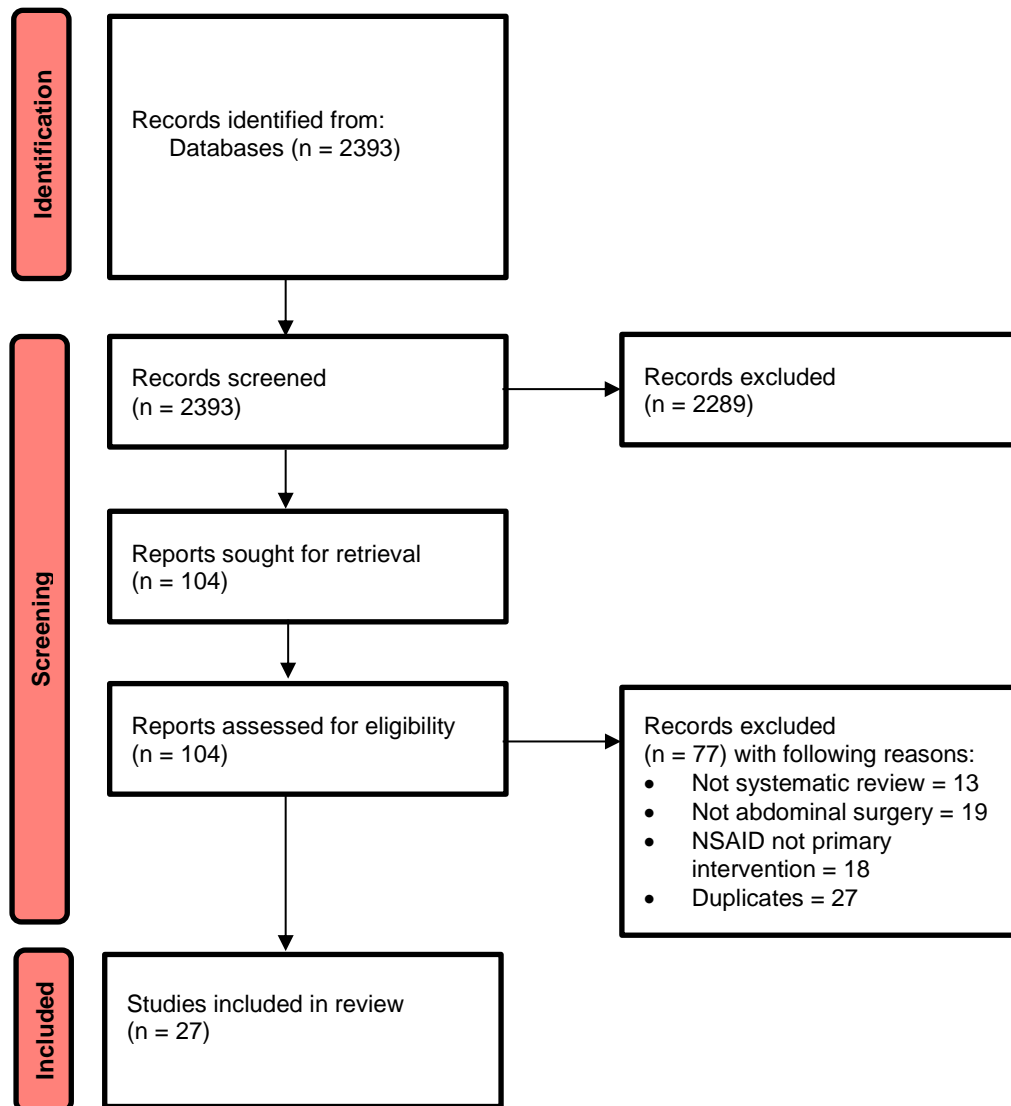 Identification
Records identified from:
Databases (n = 2393)
Screening
Records screened
(n = 2393)
Records excluded
(n = 2289)
Reports sought for retrieval
(n = 104)
Reports assessed for eligibility
(n = 104)
Records excluded
(n = 77) with following reasons:
• Not systematic review = 13
• Not abdominal surgery = 19
• NSAID not primary
intervention = 18
• Duplicates = 27
Included
Studies included in review
(n = 27)